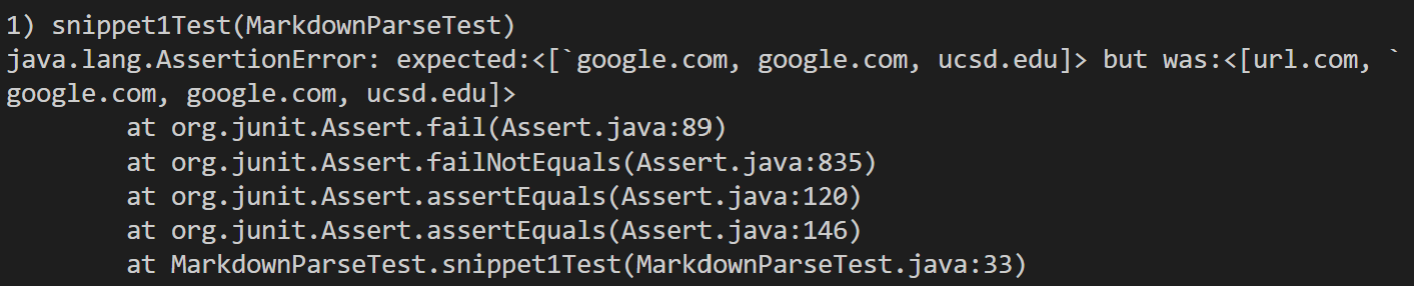 1) snippet1Test(MarkdownParseTest)
java.lang.AssertionError: expected:<[`google.com, google.com, ucsd.edu]> but was:<[url.com, `
google.com, google.com, ucsd.edu]>
        at org.junit.Assert.fail(Assert.java:89)
        at org.junit.Assert.failNotEquals(Assert.java:835)
        at org.junit.Assert.assertEquals(Assert.java:120)
        at org.junit.Assert.assertEquals(Assert.java:146)
        at MarkdownParseTest.snippet1Test(MarkdownParseTest.java:33)